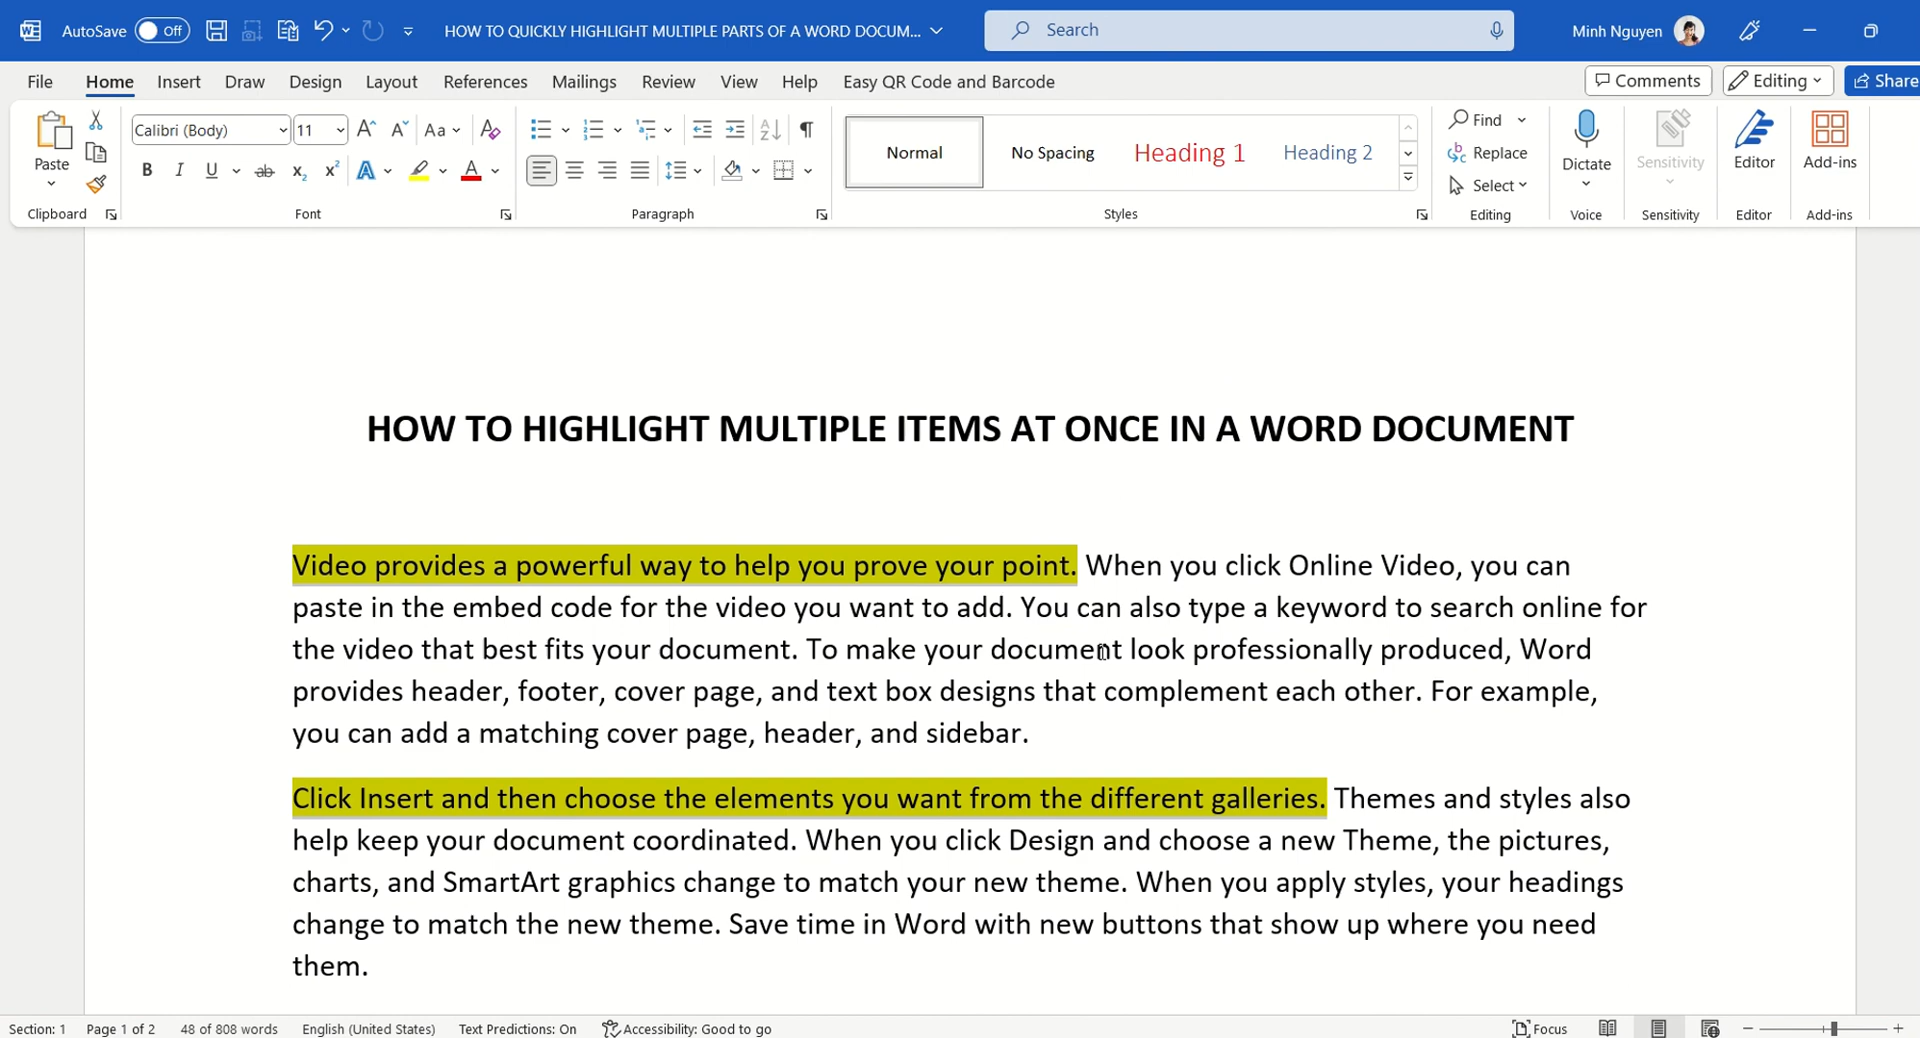 AutoSave Off HOW TO QUICKLY HIGHLIGHT MULTIPLE PARTS OF A WORD DOCUM... Search Minh Nguyen
File Home Insert Draw Design Layout References Mailings Review View Help Easy QR Code and Barcode Comments Editing Share
Calibri (Body) 11 Aa Normal No Spacing Heading 1 Heading 2 Find Replace Select
Paste Dictate Sensitivity Editor Add-ins
B I U ab x₂ x² A A
Clipboard Font Paragraph Styles Editing Voice Sensitivity Editor Add-ins
HOW TO HIGHLIGHT MULTIPLE ITEMS AT ONCE IN A WORD DOCUMENT
Video provides a powerful way to help you prove your point. When you click Online Video, you can
paste in the embed code for the video you want to add. You can also type a keyword to search online for
the video that best fits your document. To make your document look professionally produced, Word
provides header, footer, cover page, and text box designs that complement each other. For example,
you can add a matching cover page, header, and sidebar.
Click Insert and then choose the elements you want from the different galleries. Themes and styles also
help keep your document coordinated. When you click Design and choose a new Theme, the pictures,
charts, and SmartArt graphics change to match your new theme. When you apply styles, your headings
change to match the new theme. Save time in Word with new buttons that show up where you need
them.
Section: 1 Page 1 of 2 48 of 808 words English (United States) Text Predictions: On Accessibility: Good to go Focus